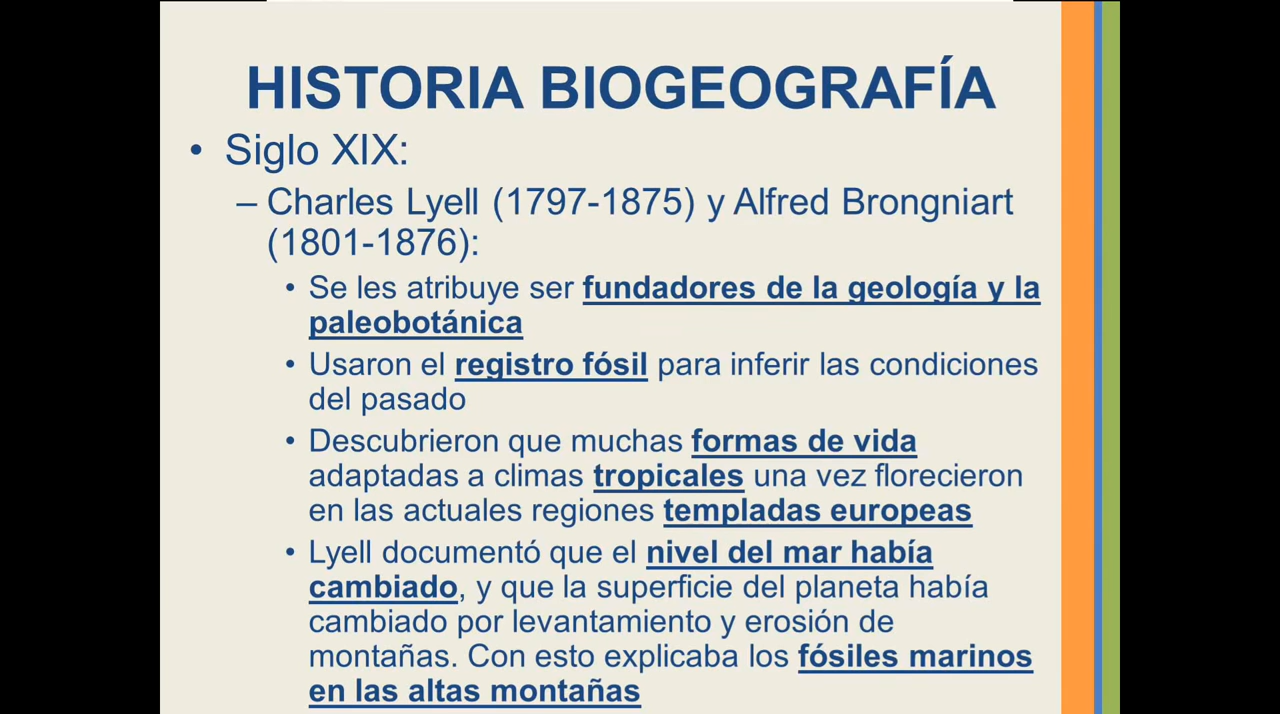 HISTORIA BIOGEOGRAFÍA
• Siglo XIX:
– Charles Lyell (1797-1875) y Alfred Brongniart
(1801-1876):
• Se les atribuye ser fundadores de la geología y la
paleobotánica
• Usaron el registro fósil para inferir las condiciones
del pasado
• Descubrieron que muchas formas de vida
adaptadas a climas tropicales una vez florecieron
en las actuales regiones templadas europeas
• Lyell documentó que el nivel del mar había
cambiado, y que la superficie del planeta había
cambiado por levantamiento y erosión de
montañas. Con esto explicaba los fósiles marinos
en las altas montañas